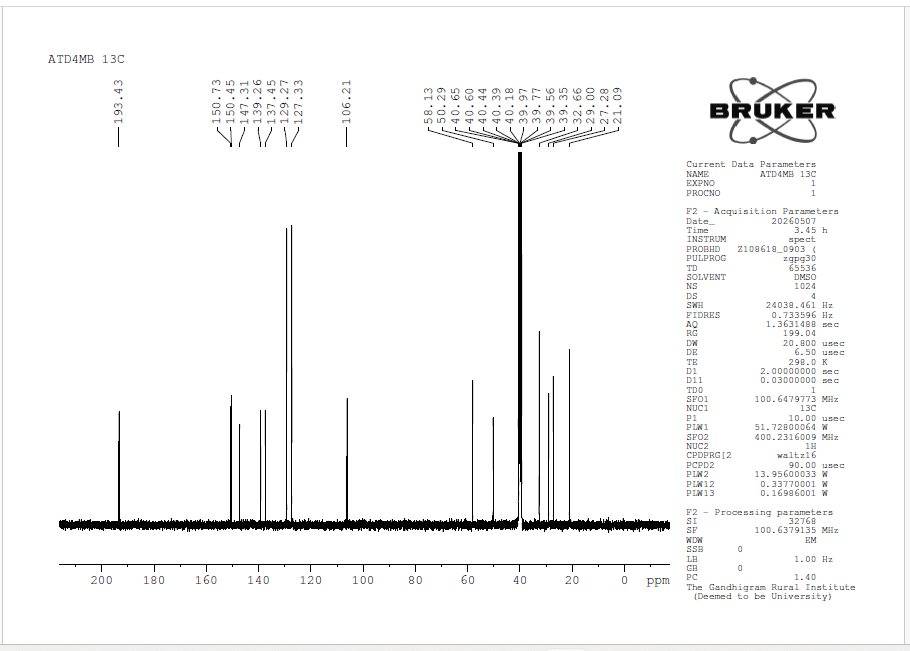 ATD4MB 13C
193.43
150.73
150.45
147.31
139.26
137.45
129.27
127.33
106.21
58.13
50.29
40.65
40.60
40.44
40.39
40.18
39.97
39.77
39.56
39.35
32.66
29.00
27.28
21.09
BRUKER
Current Data Parameters
NAME ATD4MB 13C
EXPNO 1
PROCNO 1
F2 - Acquisition Parameters
Date_ 20260507
Time 3.45 h
INSTRUM spect
PROBHD Z108618_0903 (
PULPROG zgpg30
TD 65536
SOLVENT DMSO
NS 1024
DS 4
SWH 24038.461 Hz
FIDRES 0.733596 Hz
AQ 1.3631488 sec
RG 199.04
DW 20.800 usec
DE 6.50 usec
TE 298.0 K
D1 2.00000000 sec
D11 0.03000000 sec
TD0 1
SFO1 100.6479773 MHz
NUC1 13C
P1 10.00 usec
PLW1 51.72800064 W
SFO2 400.2316009 MHz
NUC2 1H
CPDPRG[2 waltz16
PCPD2 90.00 usec
PLW2 13.95600033 W
PLW12 0.33770001 W
PLW13 0.16986001 W
F2 - Processing parameters
SI 32768
SF 100.6379135 MHz
WDW EM
SSB 0
LB 1.00 Hz
GB 0
PC 1.40
The Gandhigram Rural Institute
(Deemed to be University)
200 180 160 140 120 100 80 60 40 20 0 ppm